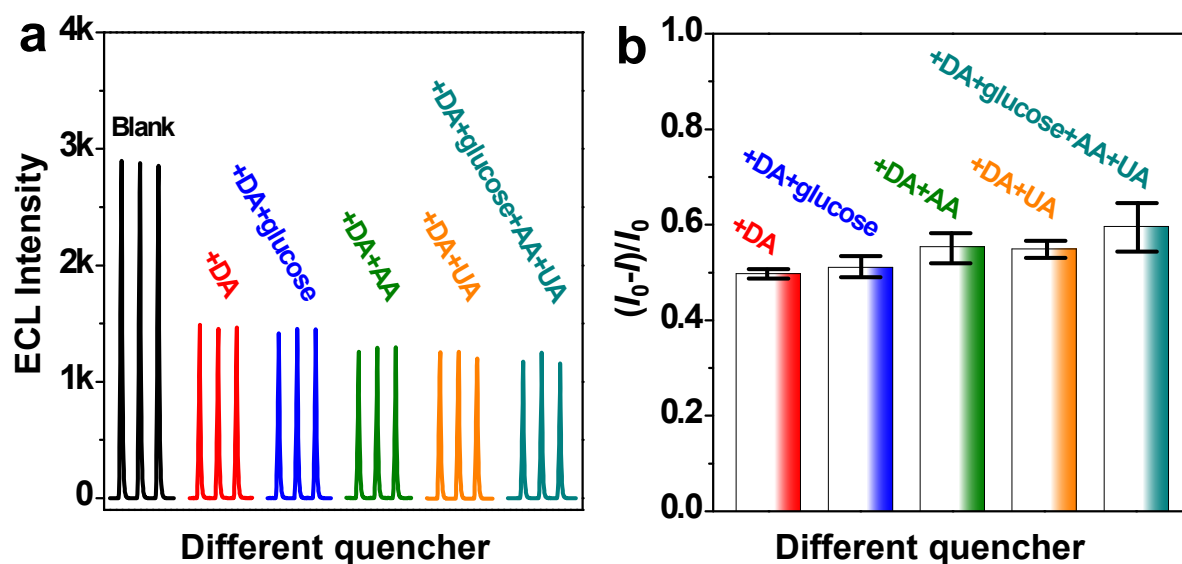 a
ECL Intensity
4k
3k
2k
1k
0
Blank
+DA
+DA+glucose
+DA+AA
+DA+UA
+DA+glucose+AA+UA
Different quencher
b
(I0-I)/I0
1.0
0.8
0.6
0.4
0.2
0.0
+DA
+DA+glucose
+DA+AA
+DA+UA
+DA+glucose+AA+UA
Different quencher